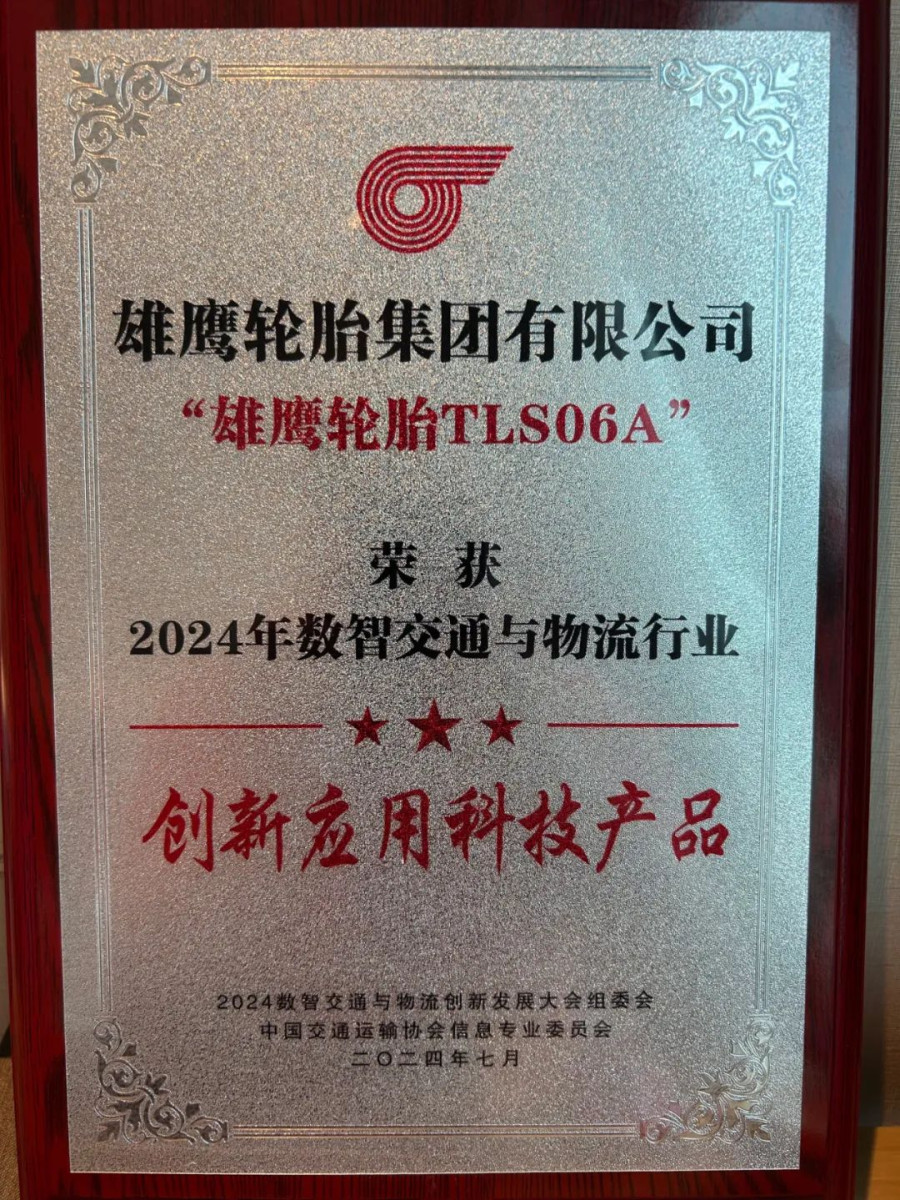 雄鹰轮胎集团有限公司
“雄鹰轮胎TLS06A”
荣 获
2024年数智交通与物流行业
创新应用科技产品
2024数智交通与物流创新发展大会组委会
中国交通运输协会信息专业委员会
二〇二四年七月